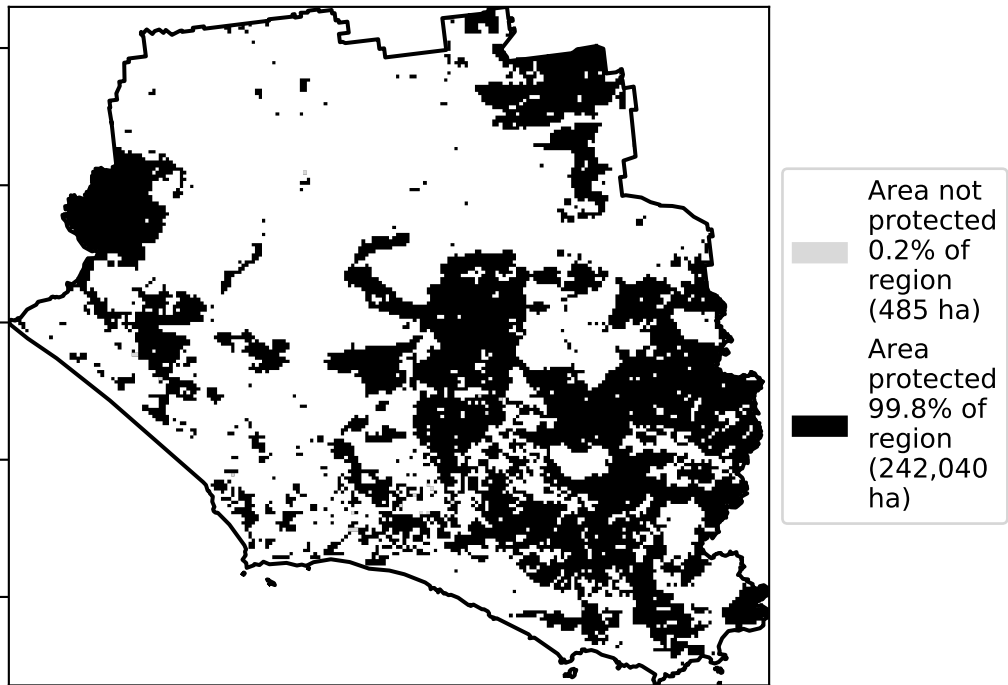 Area not
protected
0.2% of
region
(485 ha)
Area
protected
99.8% of
region
(242,040
ha)